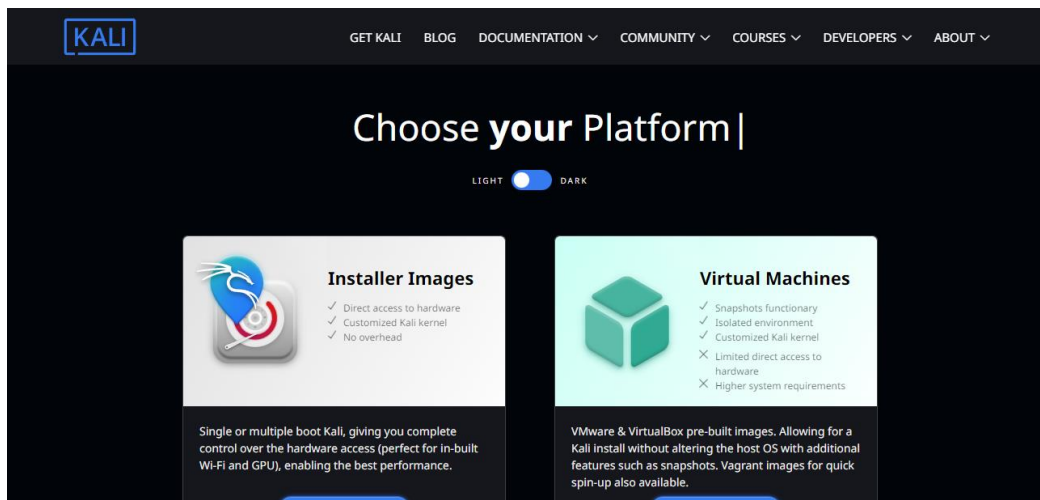 KALI
GET KALI BLOG DOCUMENTATION COMMUNITY COURSES DEVELOPERS ABOUT
Choose your Platform|
LIGHT DARK
Installer Images
Direct access to hardware
Customized Kali kernel
No overhead
Single or multiple boot Kali, giving you complete
control over the hardware access (perfect for in-built
Wi-Fi and GPU), enabling the best performance.
Virtual Machines
Snapshots functionary
Isolated environment
Customized Kali kernel
Limited direct access to
hardware
Higher system requirements
VMware & VirtualBox pre-built images. Allowing for a
Kali install without altering the host OS with additional
features such as snapshots. Vagrant images for quick
spin-up also available.